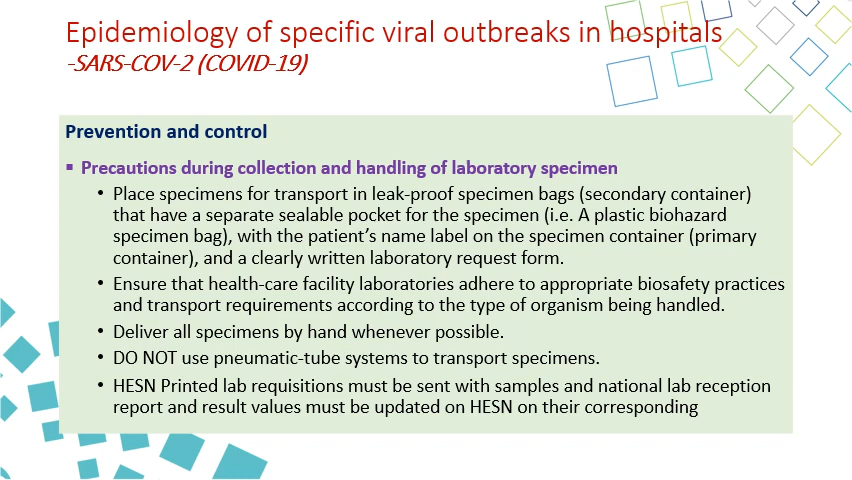 Epidemiology of specific viral outbreaks in hospitals
-SARS-COV-2 (COVID-19)
Prevention and control
▪ Precautions during collection and handling of laboratory specimen
• Place specimens for transport in leak-proof specimen bags (secondary container)
that have a separate sealable pocket for the specimen (i.e. A plastic biohazard
specimen bag), with the patient’s name label on the specimen container (primary
container), and a clearly written laboratory request form.
• Ensure that health-care facility laboratories adhere to appropriate biosafety practices
and transport requirements according to the type of organism being handled.
• Deliver all specimens by hand whenever possible.
• DO NOT use pneumatic-tube systems to transport specimens.
• HESN Printed lab requisitions must be sent with samples and national lab reception
report and result values must be updated on HESN on their corresponding